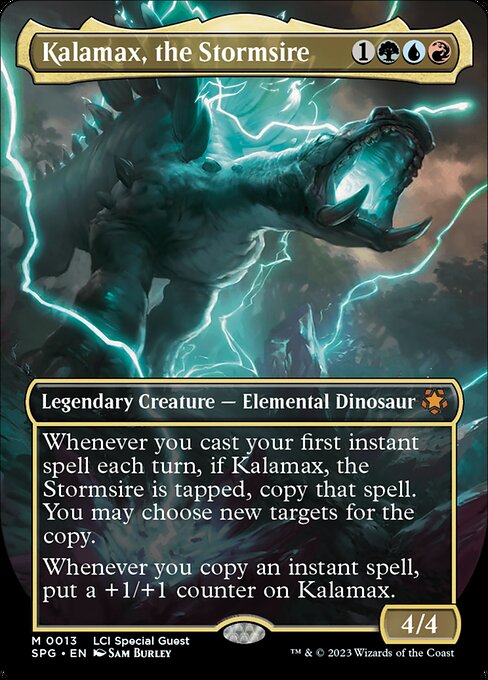 Kalamax, the Stormsire 1
Legendary Creature — Elemental Dinosaur
Whenever you cast your first instant
spell each turn, if Kalamax, the
Stormsire is tapped, copy that spell.
You may choose new targets for the
copy.
Whenever you copy an instant spell,
put a +1/+1 counter on Kalamax.
4/4
M 0013 LCI Special Guest
SPG • EN Sam Burley ™ & © 2023 Wizards of the Coast